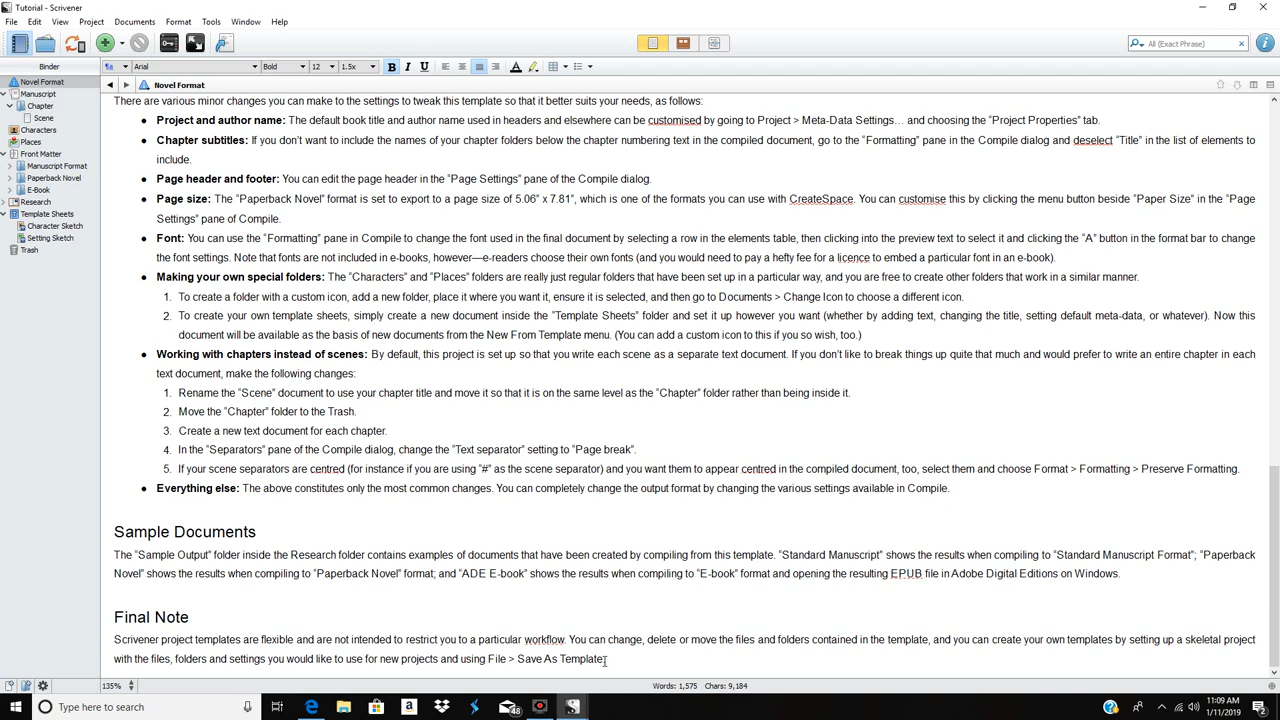 Tutorial - Scrivener
File Edit View Project Documents Format Tools Window Help
All (Exact Phrase)
Binder
Arial Bold 12 1.5x B I U A
Novel Format
Novel Format
Manuscript
Chapter
Scene
Characters
Places
Front Matter
Manuscript Format
Paperback Novel
E-Book
Research
Template Sheets
Character Sketch
Setting Sketch
Trash
There are various minor changes you can make to the settings to tweak this template so that it better suits your needs, as follows:
● Project and author name: The default book title and author name used in headers and elsewhere can be customised by going to Project > Meta-Data Settings… and choosing the “Project Properties” tab.
● Chapter subtitles: If you don’t want to include the names of your chapter folders below the chapter numbering text in the compiled document, go to the “Formatting” pane in the Compile dialog and deselect “Title” in the list of elements to
include.
● Page header and footer: You can edit the page header in the “Page Settings” pane of the Compile dialog.
● Page size: The “Paperback Novel” format is set to export to a page size of 5.06” x 7.81”, which is one of the formats you can use with CreateSpace. You can customise this by clicking the menu button beside “Paper Size” in the “Page
Settings” pane of Compile.
● Font: You can use the “Formatting” pane in Compile to change the font used in the final document by selecting a row in the elements table, then clicking into the preview text to select it and clicking the “A” button in the format bar to change
the font settings. Note that fonts are not included in e-books, however—e-readers choose their own fonts (and you would need to pay a hefty fee for a licence to embed a particular font in an e-book).
● Making your own special folders: The “Characters” and “Places” folders are really just regular folders that have been set up in a particular way, and you are free to create other folders that work in a similar manner.
1. To create a folder with a custom icon, add a new folder, place it where you want it, ensure it is selected, and then go to Documents > Change Icon to choose a different icon.
2. To create your own template sheets, simply create a new document inside the “Template Sheets” folder and set it up however you want (whether by adding text, changing the title, setting default meta-data, or whatever). Now this
document will be available as the basis of new documents from the New From Template menu. (You can add a custom icon to this if you so wish, too.)
● Working with chapters instead of scenes: By default, this project is set up so that you write each scene as a separate text document. If you don’t like to break things up quite that much and would prefer to write an entire chapter in each
text document, make the following changes:
1. Rename the “Scene” document to use your chapter title and move it so that it is on the same level as the “Chapter” folder rather than being inside it.
2. Move the “Chapter” folder to the Trash.
3. Create a new text document for each chapter.
4. In the “Separators” pane of the Compile dialog, change the “Text separator” setting to “Page break”.
5. If your scene separators are centred (for instance if you are using “#” as the scene separator) and you want them to appear centred in the compiled document, too, select them and choose Format > Formatting > Preserve Formatting.
● Everything else: The above constitutes only the most common changes. You can completely change the output format by changing the various settings available in Compile.
Sample Documents
The “Sample Output” folder inside the Research folder contains examples of documents that have been created by compiling from this template. “Standard Manuscript” shows the results when compiling to “Standard Manuscript Format”; “Paperback
Novel” shows the results when compiling to “Paperback Novel” format; and “ADE E-book” shows the results when compiling to “E-book” format and opening the resulting EPUB file in Adobe Digital Editions on Windows.
Final Note
Scrivener project templates are flexible and are not intended to restrict you to a particular workflow. You can change, delete or move the files and folders contained in the template, and you can create your own templates by setting up a skeletal project
with the files, folders and settings you would like to use for new projects and using File > Save As Template.
135% Words: 1,575 Chars: 9,184
Type here to search
48
11:09 AM
1/11/2019
2